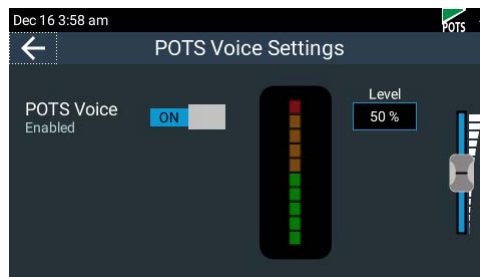 Dec 16 3:58 am
POTS
POTS Voice Settings
Level
POTS Voice
ON
50 %
Enabled